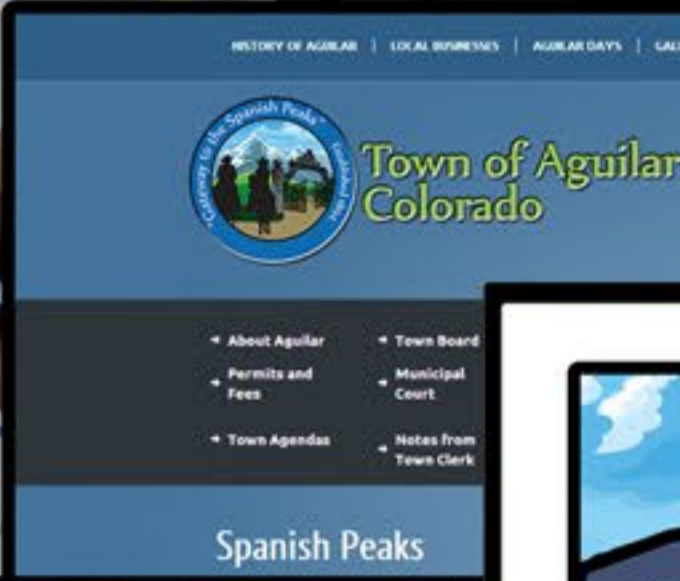 HISTORY OF AGUILAR | LOCAL BUSINESSES | AGUILAR DAYS |
"Gateway to the Spanish Peaks"
Town of Aguilar
Colorado
About Aguilar
Town Board
Permits and
Fees
Municipal
Court
Town Agendas
Notes from
Town Clerk
Spanish Peaks